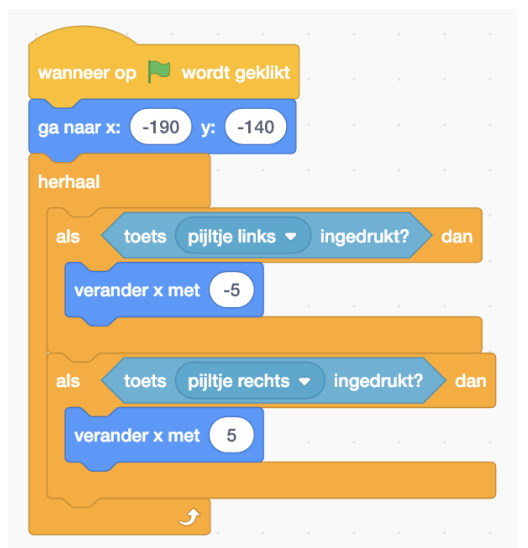 wanneer op wordt geklikt
ga naar x: -190 y: -140
herhaal
als toets pijltje links ingedrukt? dan
verander x met -5
als toets pijltje rechts ingedrukt? dan
verander x met 5